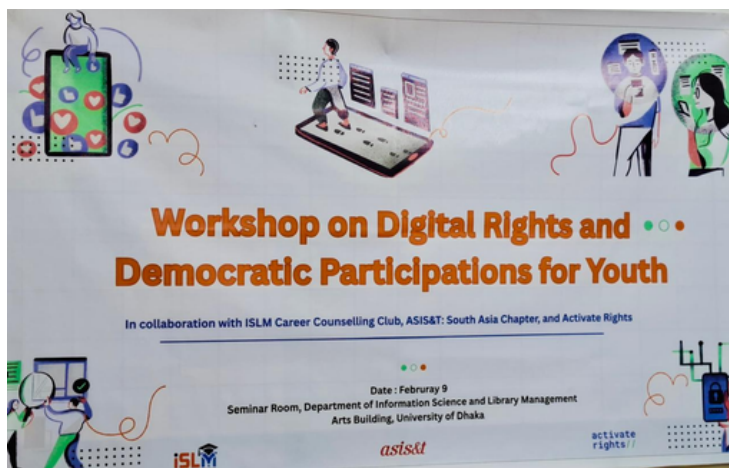 Workshop on Digital Rights and
Democratic Participations for Youth
In collaboration with ISLM Career Counselling Club, ASIS&T: South Asia Chapter, and Activate Rights
Date : Februray 9
Seminar Room, Department of Information Science and Library Management
Arts Building, University of Dhaka
iSLM
asis&t
activate
rights//